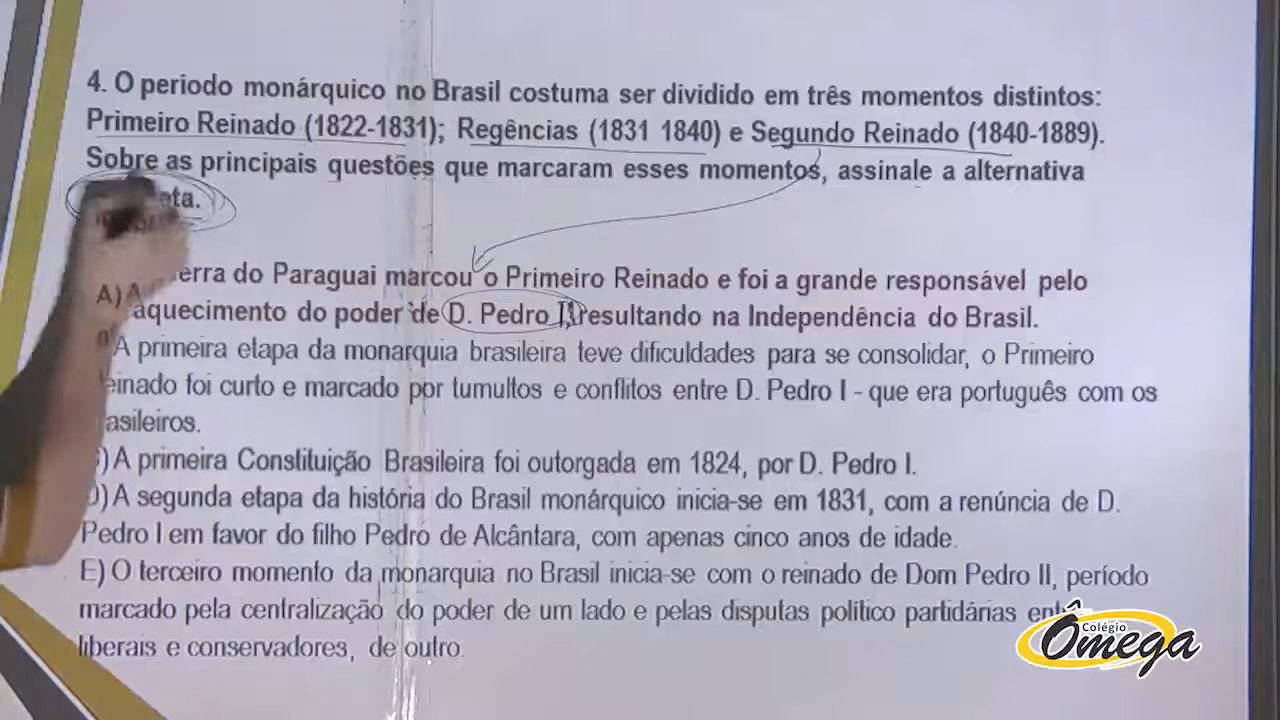 4. O periodo monárquico no Brasil costuma ser dividido em três momentos distintos:
Primeiro Reinado (1822-1831); Regências (1831 1840) e Segundo Reinado (1840-1889).
Sobre as principais questões que marcaram esses momentos, assinale a alternativa
eta.
A) A erra do Paraguai marcou o Primeiro Reinado e foi a grande responsável pelo
aquecimento do poder de D. Pedro I, resultando na Independência do Brasil.
A primeira etapa da monarquia brasileira teve dificuldades para se consolidar, o Primeiro
einado foi curto e marcado por tumultos e conflitos entre D. Pedro I - que era português com os
asileiros.
) A primeira Constituição Brasileira foi outorgada em 1824, por D. Pedro I.
) A segunda etapa da história do Brasil monárquico inicia-se em 1831, com a renúncia de D.
Pedro I em favor do filho Pedro de Alcântara, com apenas cinco anos de idade.
E) O terceiro momento da monarquia no Brasil inicia-se com o reinado de Dom Pedro II, período
marcado pela centralização do poder de um lado e pelas disputas politico partidárias
liberais e conservadores, de outro.
Colégio
Ômega